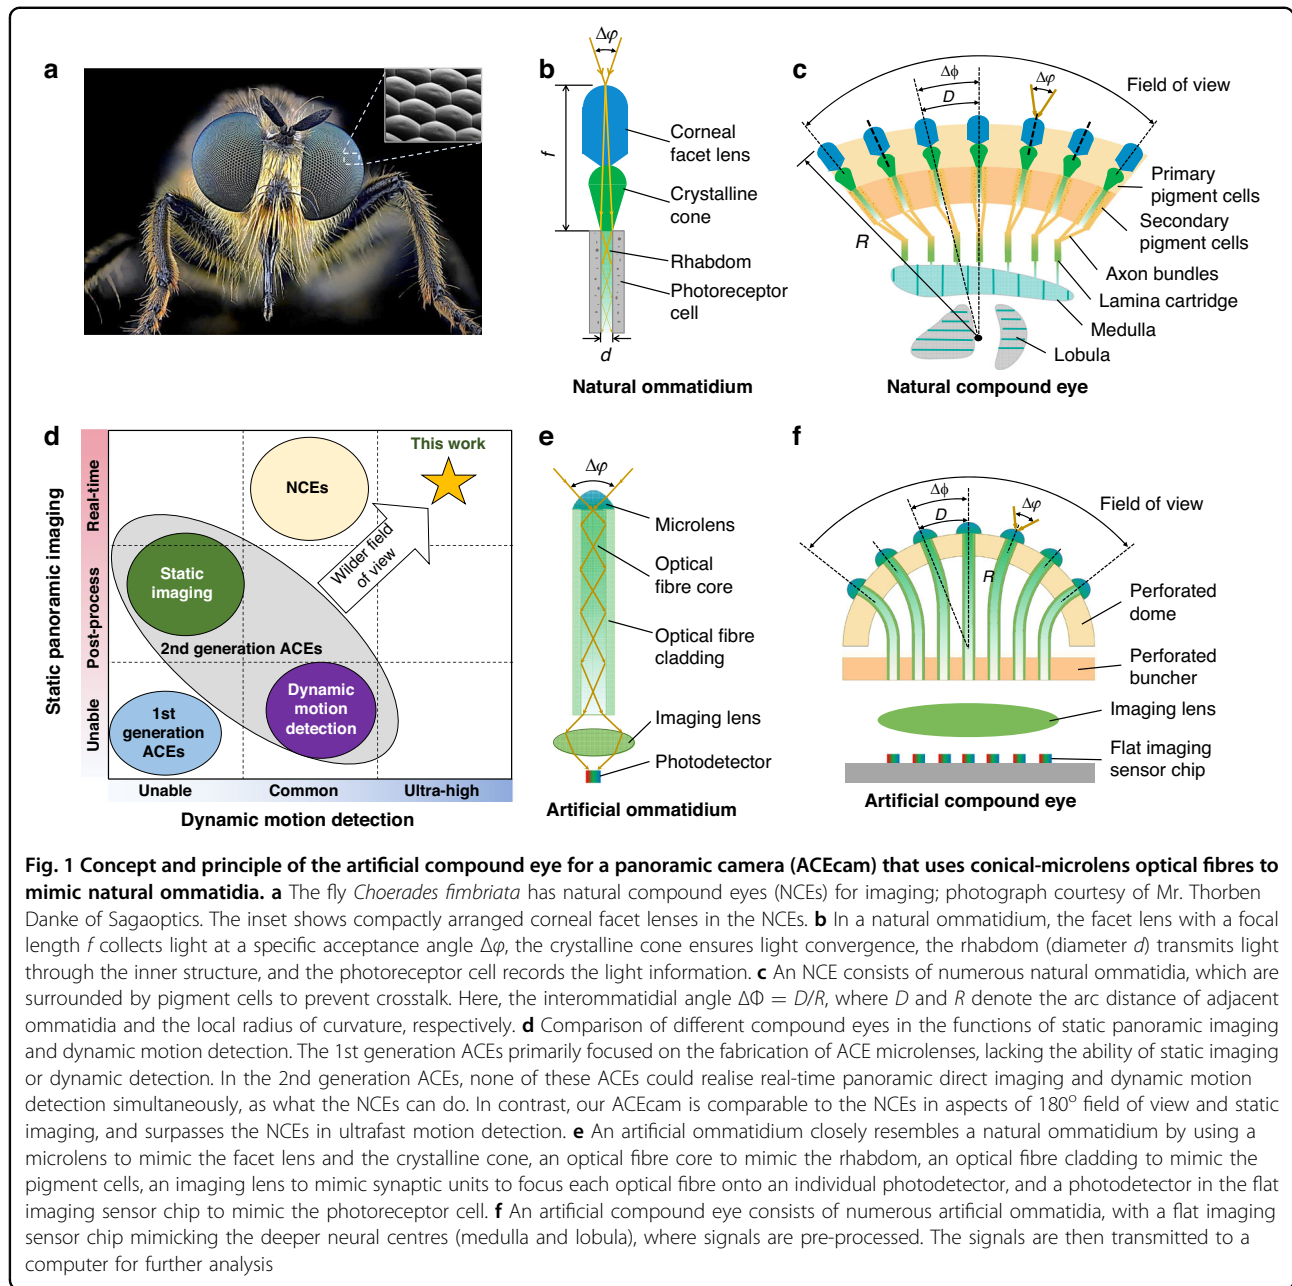 a
b
Δφ
f
Corneal
facet lens
Crystalline
cone
Rhabdom
Photoreceptor
cell
d
Natural ommatidium
c
Δϕ
D
Δφ
Field of view
Primary
pigment cells
Secondary
pigment cells
R
Axon bundles
Lamina cartridge
Medulla
Lobula
Natural compound eye
d
Static panoramic imaging
Real-time
Post-process
Unable
This work
NCEs
Wilder field
of view
Static
imaging
2nd generation ACEs
Dynamic
motion
detection
1st
generation
ACEs
Unable
Common
Ultra-high
Dynamic motion detection
e
Δφ
Microlens
Optical
fibre core
Optical fibre
cladding
Imaging lens
Photodetector
Artificial ommatidium
f
Δϕ
D
Δφ
Field of view
R
Perforated
dome
Perforated
buncher
Imaging lens
Flat imaging
sensor chip
Artificial compound eye
Fig. 1 Concept and principle of the artificial compound eye for a panoramic camera (ACEcam) that uses conical-microlens optical fibres to
mimic natural ommatidia. a The fly Choerades fimbriata has natural compound eyes (NCEs) for imaging; photograph courtesy of Mr. Thorben
Danke of Sagaoptics. The inset shows compactly arranged corneal facet lenses in the NCEs. b In a natural ommatidium, the facet lens with a focal
length f collects light at a specific acceptance angle Δφ, the crystalline cone ensures light convergence, the rhabdom (diameter d) transmits light
through the inner structure, and the photoreceptor cell records the light information. c An NCE consists of numerous natural ommatidia, which are
surrounded by pigment cells to prevent crosstalk. Here, the interommatidial angle ΔΦ = D/R, where D and R denote the arc distance of adjacent
ommatidia and the local radius of curvature, respectively. d Comparison of different compound eyes in the functions of static panoramic imaging
and dynamic motion detection. The 1st generation ACEs primarily focused on the fabrication of ACE microlenses, lacking the ability of static imaging
or dynamic detection. In the 2nd generation ACEs, none of these ACEs could realise real-time panoramic direct imaging and dynamic motion
detection simultaneously, as what the NCEs can do. In contrast, our ACEcam is comparable to the NCEs in aspects of 180° field of view and static
imaging, and surpasses the NCEs in ultrafast motion detection. e An artificial ommatidium closely resembles a natural ommatidium by using a
microlens to mimic the facet lens and the crystalline cone, an optical fibre core to mimic the rhabdom, an optical fibre cladding to mimic the
pigment cells, an imaging lens to mimic synaptic units to focus each optical fibre onto an individual photodetector, and a photodetector in the flat
imaging sensor chip to mimic the photoreceptor cell. f An artificial compound eye consists of numerous artificial ommatidia, with a flat imaging
sensor chip mimicking the deeper neural centres (medulla and lobula), where signals are pre-processed. The signals are then transmitted to a
computer for further analysis